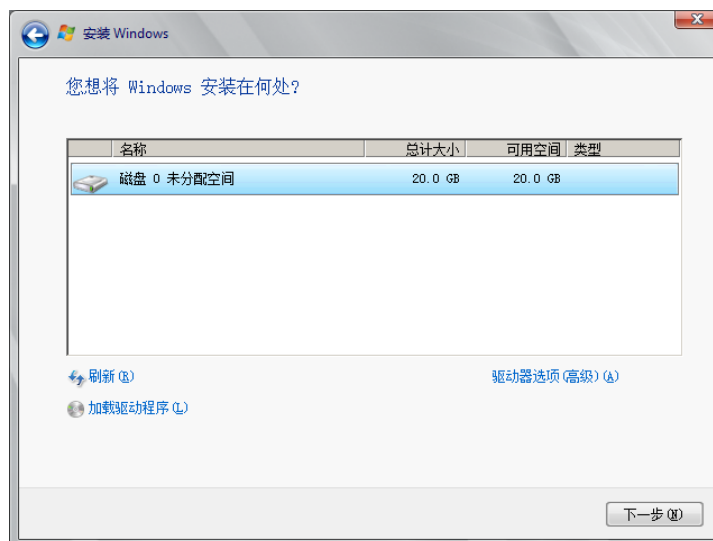 安装 Windows
您想将 Windows 安装在何处?
名称 总计大小 可用空间 类型
磁盘 0 未分配空间 20.0 GB 20.0 GB
刷新(R) 驱动器选项(高级)(A)
加载驱动程序(L)
下一步(N)